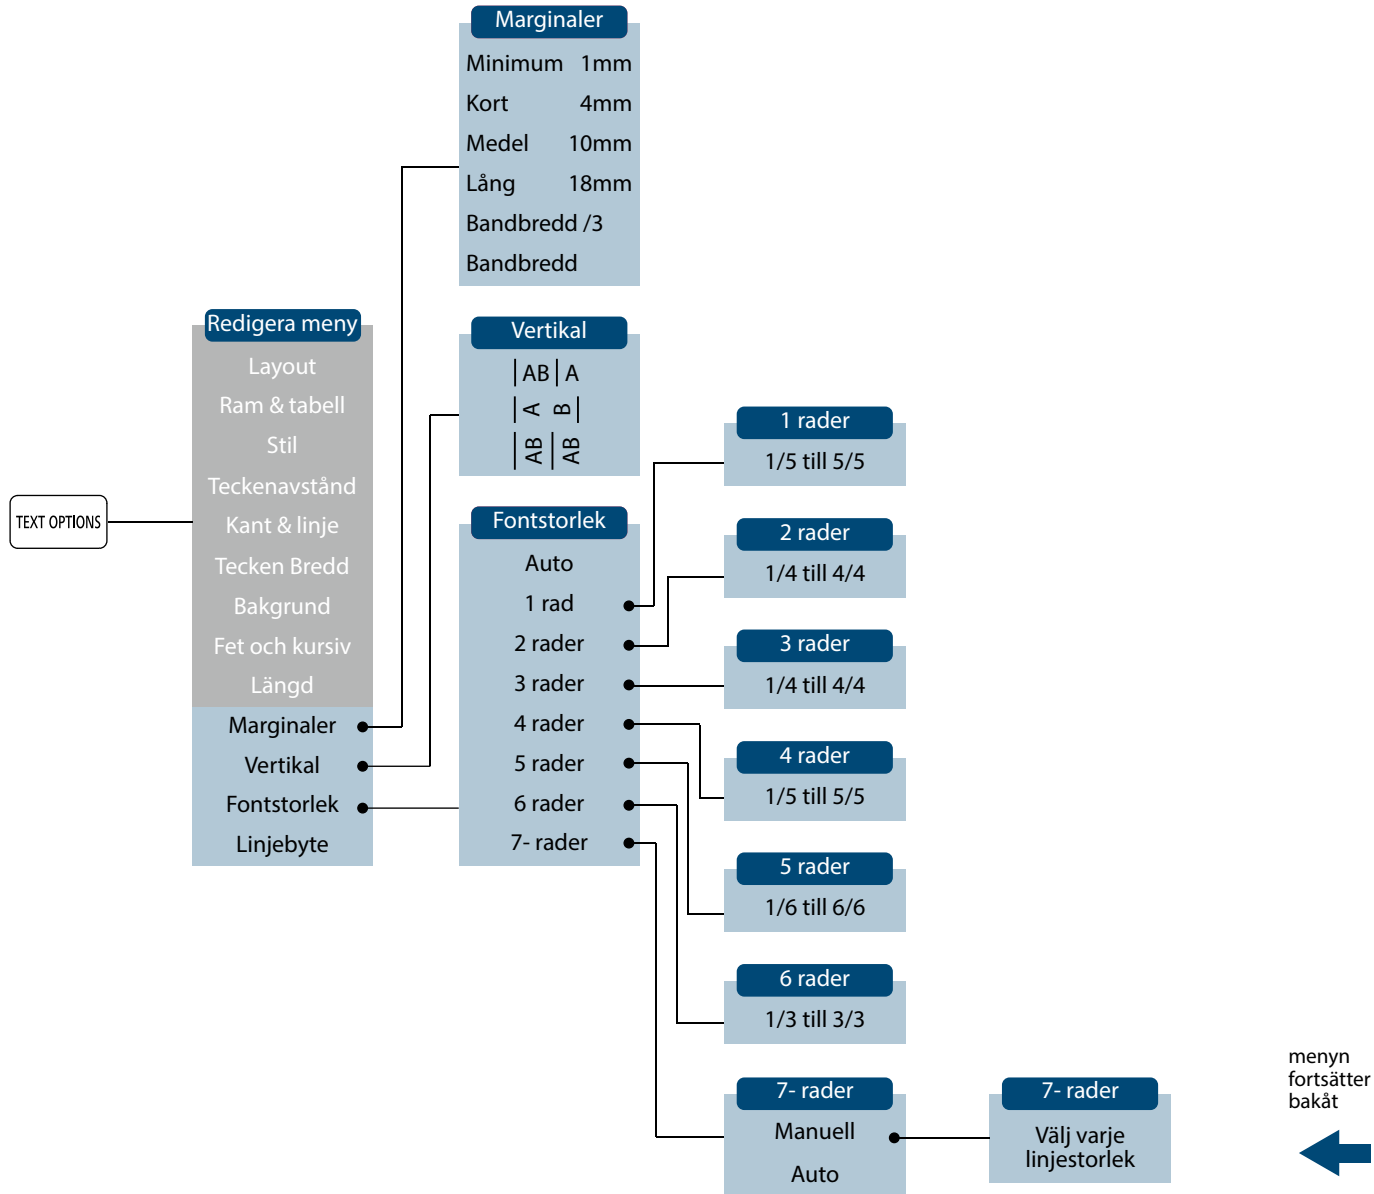 TEXT OPTIONS
Redigera meny
Layout
Ram & tabell
Stil
Teckenavstånd
Kant & linje
Tecken Bredd
Bakgrund
Fet och kursiv
Längd
Marginaler
Vertikal
Fontstorlek
Linjebyte
Marginaler
Minimum 1mm
Kort 4mm
Medel 10mm
Lång 18mm
Bandbredd /3
Bandbredd
Vertikal
AB A
A B
AB AB
Fontstorlek
Auto
1 rad
2 rader
3 rader
4 rader
5 rader
6 rader
7- rader
1 rader
1/5 till 5/5
2 rader
1/4 till 4/4
3 rader
1/4 till 4/4
4 rader
1/5 till 5/5
5 rader
1/6 till 6/6
6 rader
1/3 till 3/3
7- rader
Manuell
Auto
7- rader
Välj varje
linjestorlek
menyn
fortsätter
bakåt